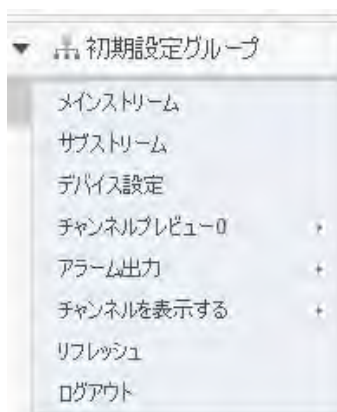 初期設定グループ
メインストリーム
サブストリーム
デバイス設定
チャンネルプレビュー0
アラーム出力
チャンネルを表示する
リフレッシュ
ログアウト